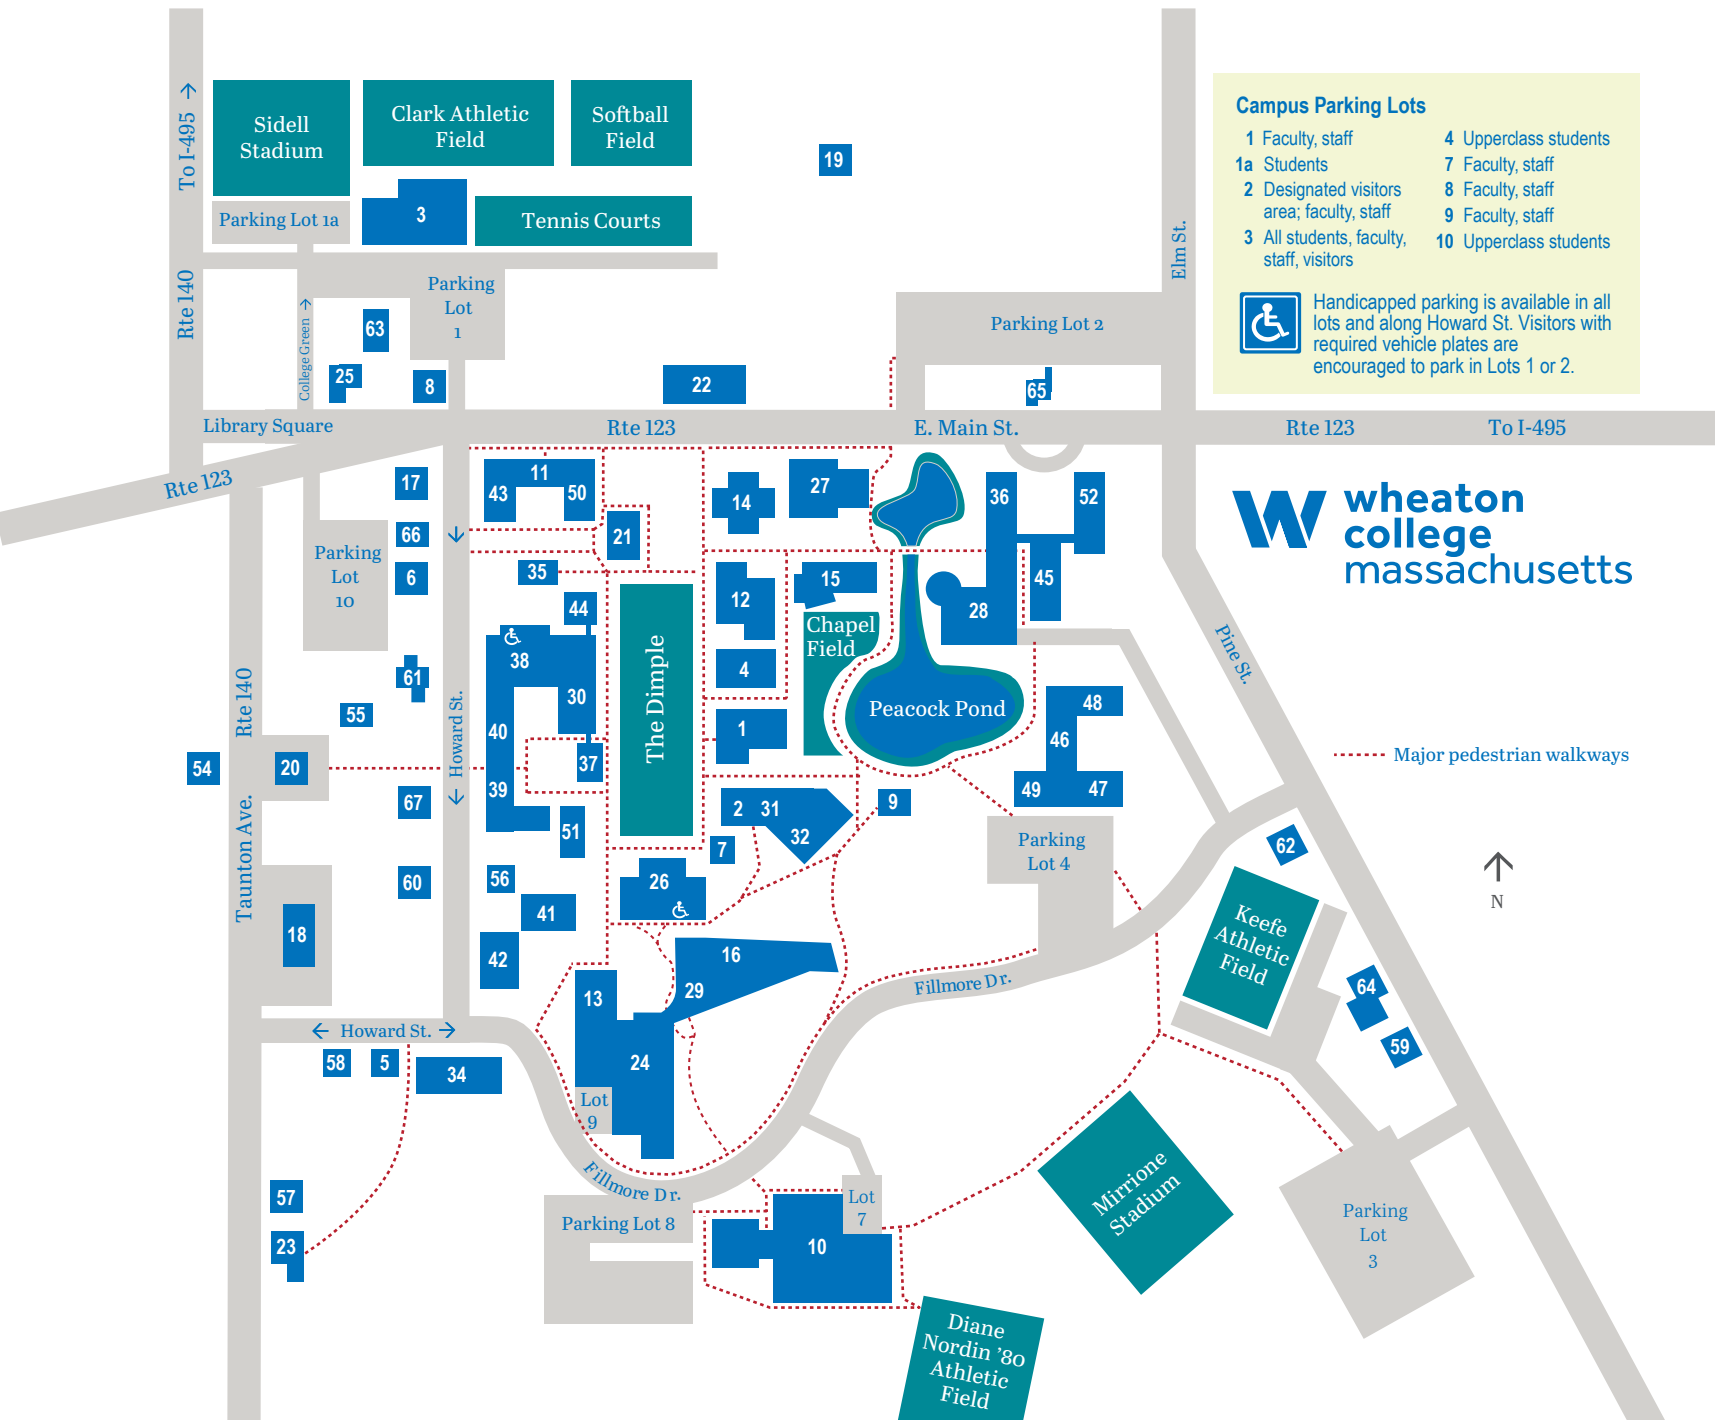 To I-495 →
Sidell
Stadium
Clark Athletic
Field
Softball
Field
19
Parking Lot 1a
3
Tennis Courts
Campus Parking Lots
1 Faculty, staff
1a Students
2 Designated visitors
area; faculty, staff
3 All students, faculty,
staff, visitors
4 Upperclass students
7 Faculty, staff
8 Faculty, staff
9 Faculty, staff
10 Upperclass students
Handicapped parking is available in all
lots and along Howard St. Visitors with
required vehicle plates are
encouraged to park in Lots 1 or 2.
Elm St.
Rte 140
College Green →
Parking
Lot
1
63
25
8
22
Parking Lot 2
65
Library Square
Rte 123
E. Main St.
Rte 123
To I-495
Rte 123
17
66
6
Parking
Lot
10
61
55
11
43
50
21
35
44
38
30
40
37
39
51
14
27
12
15
Chapel
Field
4
1
The Dimple
36
52
45
28
Peacock Pond
48
46
49
47
wheaton
college
massachusetts
Pine St.
Major pedestrian walkways
Rte 140
Howard St.
54
20
67
60
Taunton Ave.
18
56
41
42
2
31
32
7
9
26
Parking
Lot 4
62
N
Keefe
Athletic
Field
64
59
16
29
13
24
Lot
9
Fillmore Dr.
← Howard St. →
58
5
34
57
23
Fillmore Dr.
Parking Lot 8
Lot
7
10
Mirrione
Stadium
Parking
Lot
3
Diane
Nordin ’80
Athletic
Field